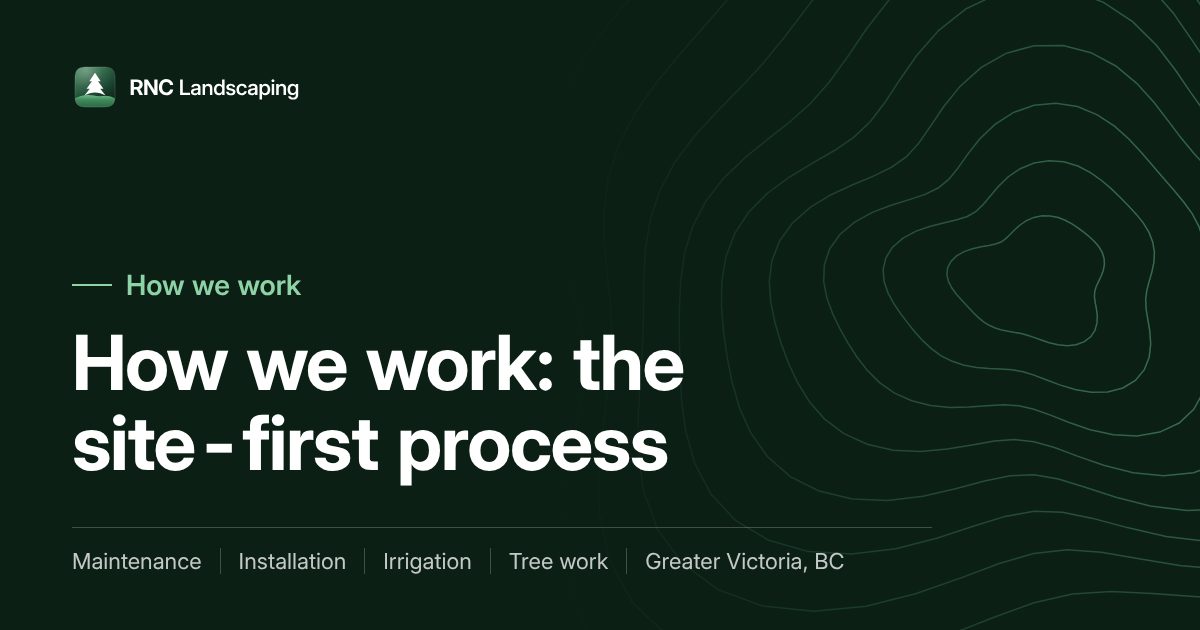 RNC Landscaping
How we work
How we work: the
site-first process
Maintenance
Installation
Irrigation
Tree work
Greater Victoria, BC